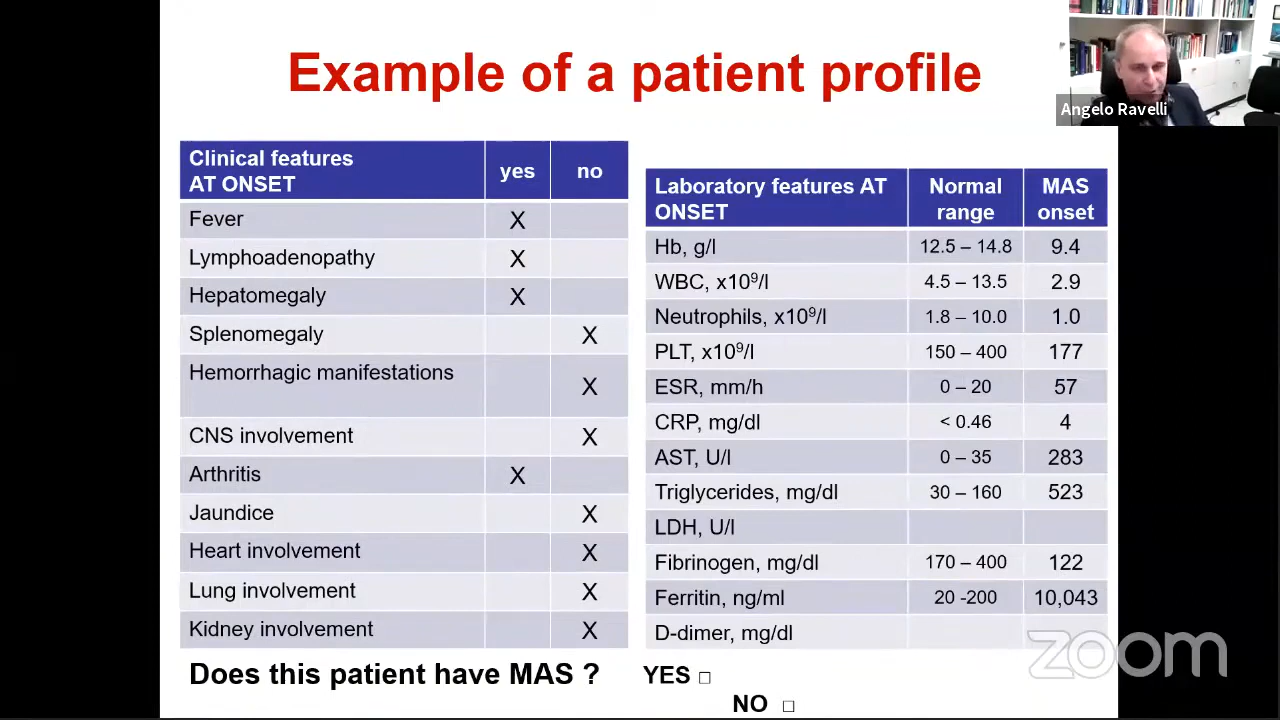 Example of a patient profile
Angelo Ravelli
Clinical features
AT ONSET
yes
no
Fever
X
Lymphoadenopathy
X
Hepatomegaly
X
Splenomegaly
X
Hemorrhagic manifestations
X
CNS involvement
X
Arthritis
X
Jaundice
X
Heart involvement
X
Lung involvement
X
Kidney involvement
X
Laboratory features AT
ONSET
Normal
range
MAS
onset
Hb, g/l
12.5 – 14.8
9.4
WBC, x10⁹/l
4.5 – 13.5
2.9
Neutrophils, x10⁹/l
1.8 – 10.0
1.0
PLT, x10⁹/l
150 – 400
177
ESR, mm/h
0 – 20
57
CRP, mg/dl
< 0.46
4
AST, U/l
0 – 35
283
Triglycerides, mg/dl
30 – 160
523
LDH, U/l
Fibrinogen, mg/dl
170 – 400
122
Ferritin, ng/ml
20 -200
10,043
D-dimer, mg/dl
Does this patient have MAS ?
YES □
NO □
zoom